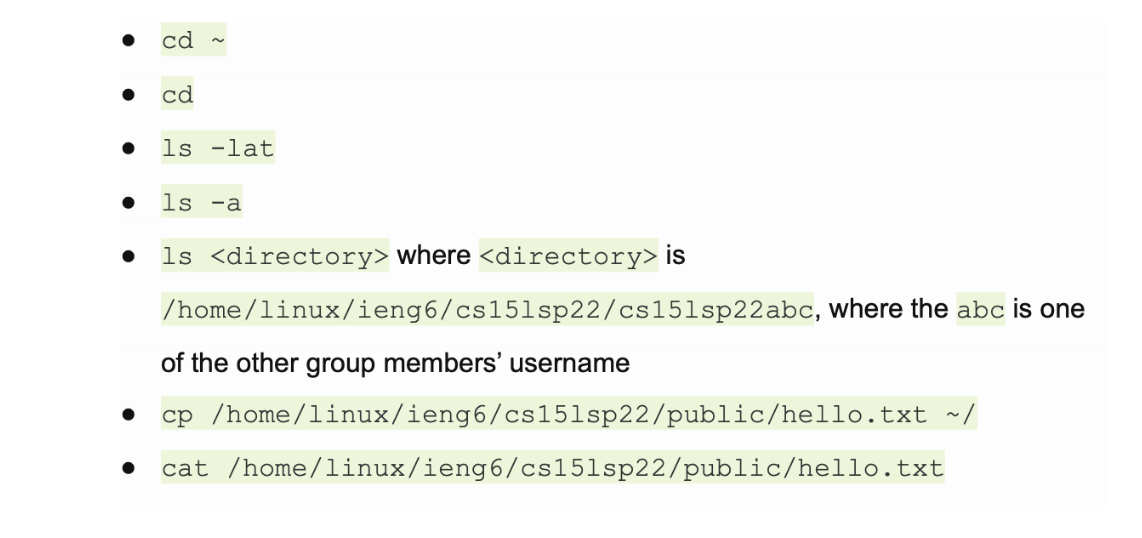 ● cd ~
● cd
● ls -lat
● ls -a
● ls <directory> where <directory> is
/home/linux/ieng6/cs15lsp22/cs15lsp22abc, where the abc is one
of the other group members’ username
● cp /home/linux/ieng6/cs15lsp22/public/hello.txt ~/
● cat /home/linux/ieng6/cs15lsp22/public/hello.txt